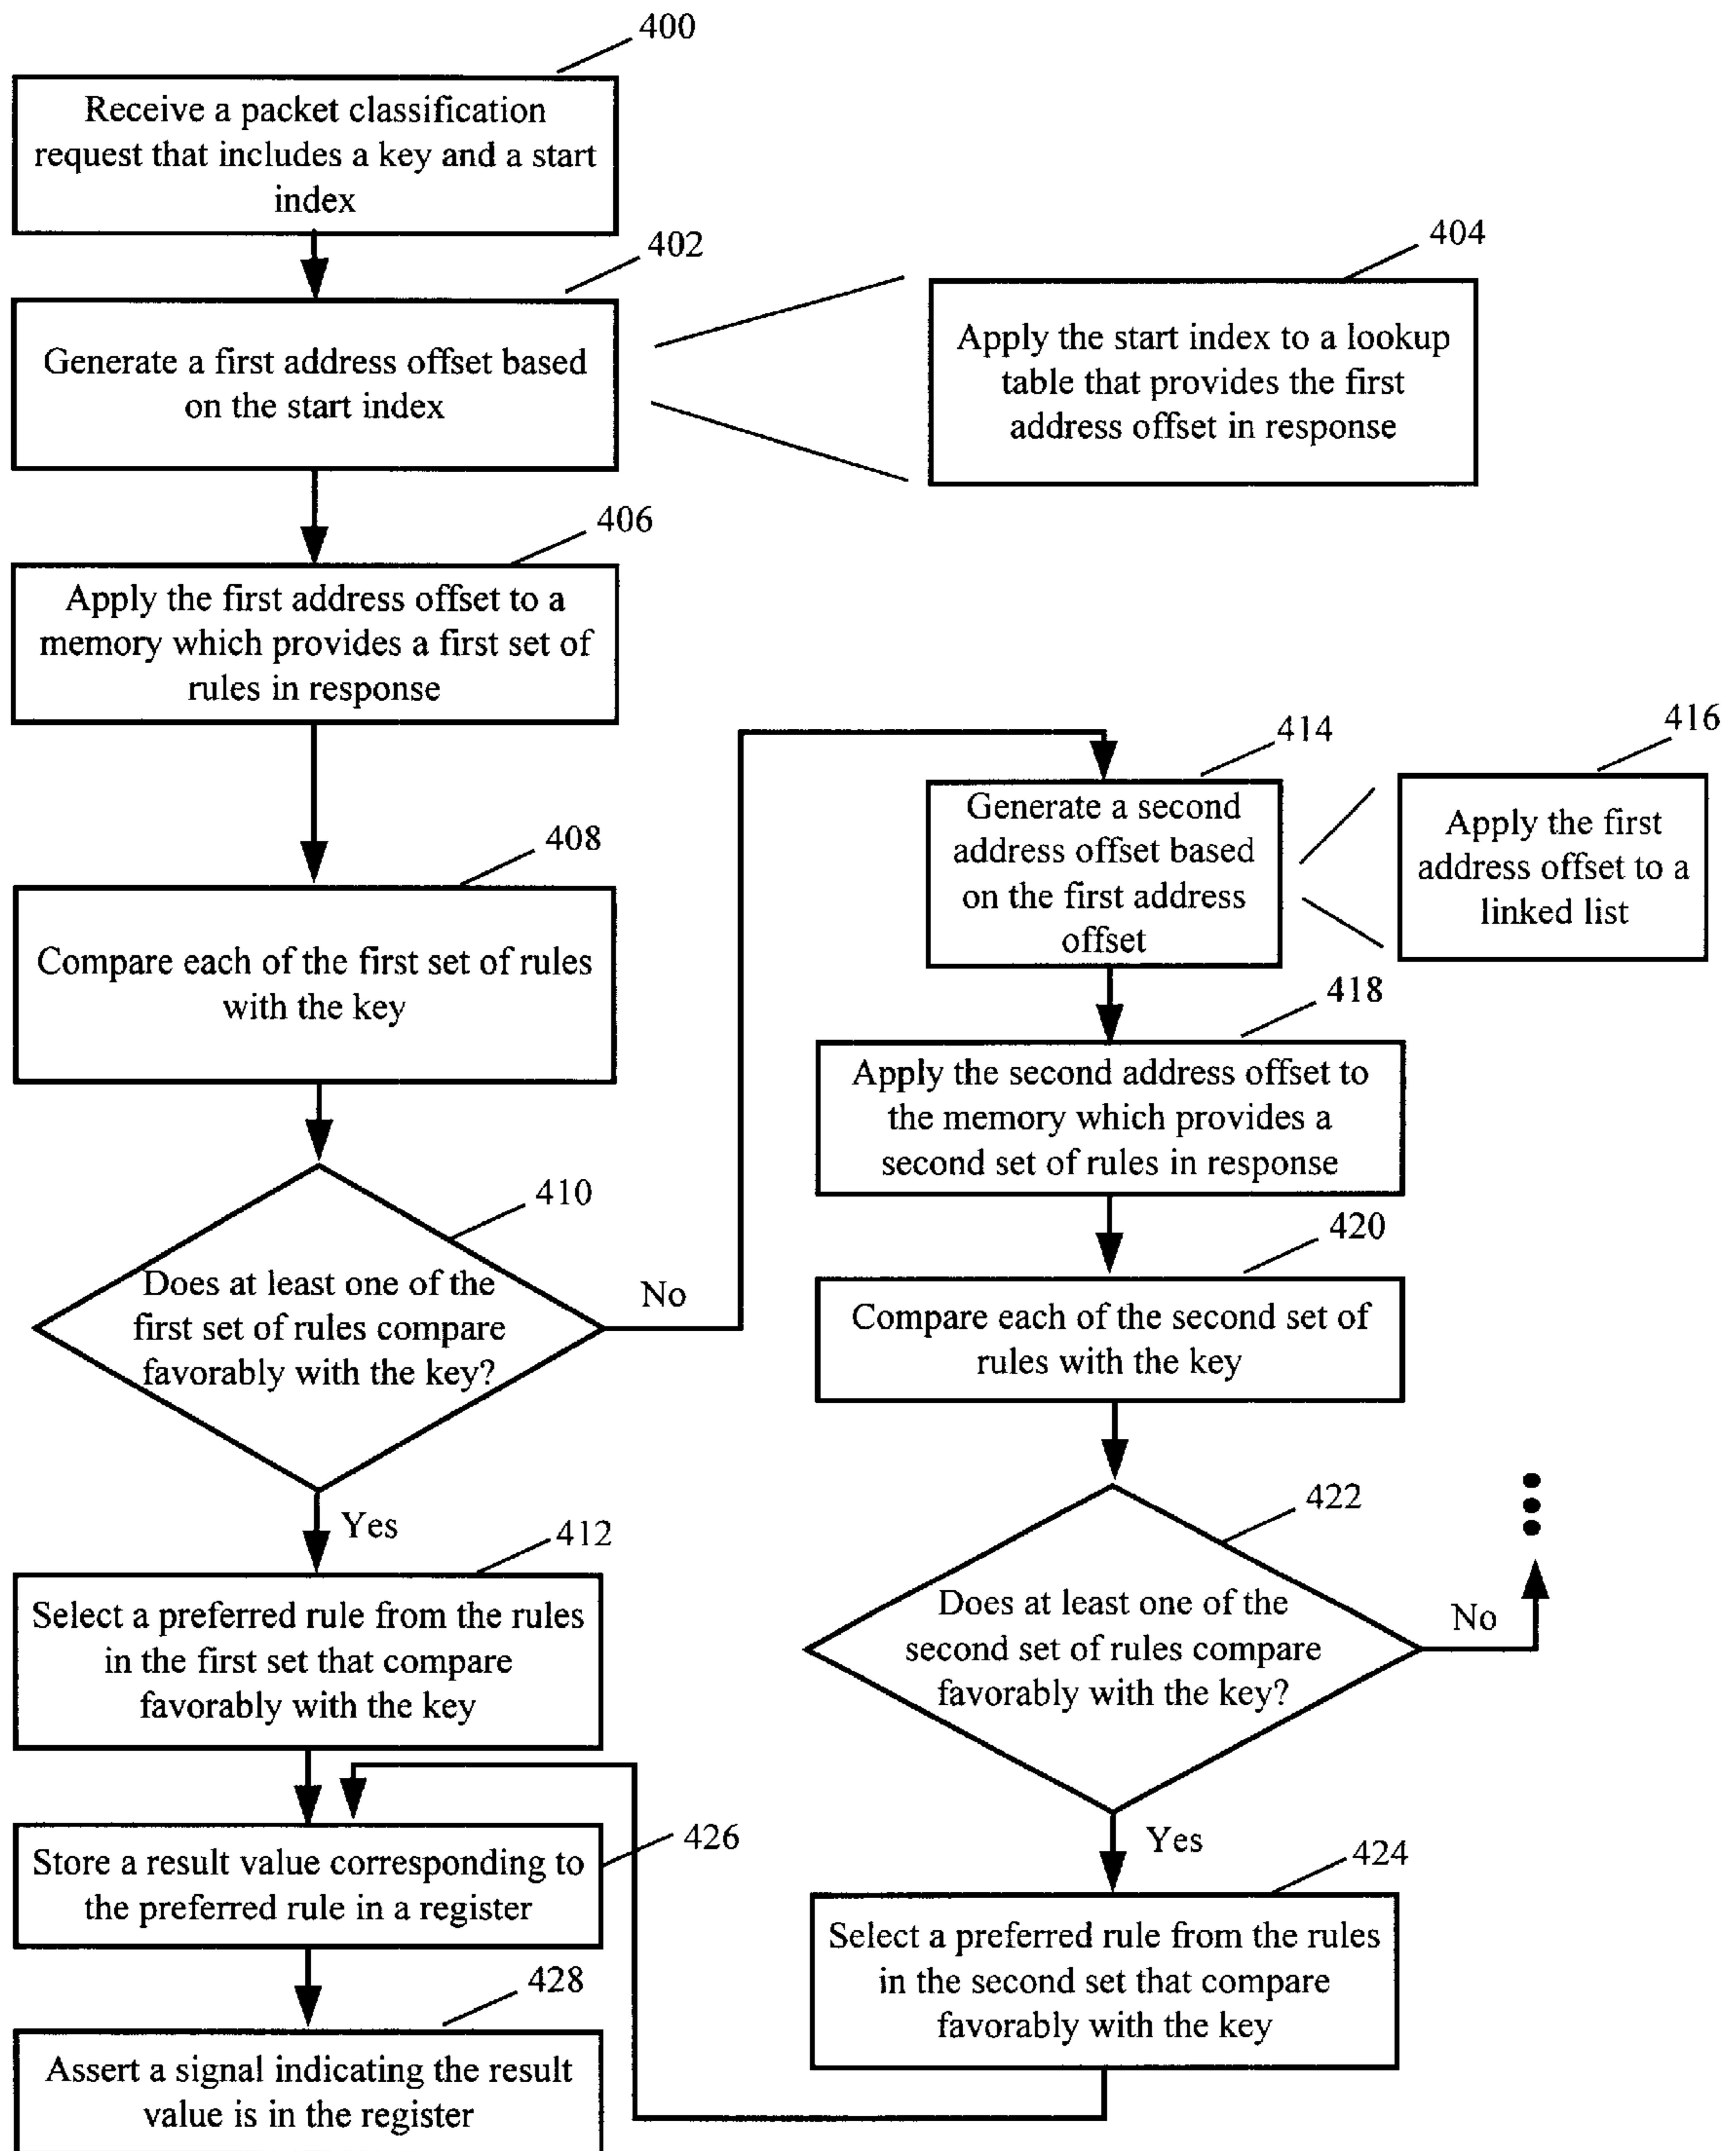 400
Receive a packet classification
request that includes a key and a start
index
402
Generate a first address offset based
on the start index
404
Apply the start index to a lookup
table that provides the first
address offset in response
406
Apply the first address offset to a
memory which provides a first set of
rules in response
408
Compare each of the first set of rules
with the key
410
Does at least one of the
first set of rules compare
favorably with the key?
No
Yes
412
Select a preferred rule from the rules
in the first set that compare
favorably with the key
414
Generate a second
address offset based
on the first address
offset
416
Apply the first
address offset to a
linked list
418
Apply the second address offset to
the memory which provides a
second set of rules in response
420
Compare each of the second set of
rules with the key
422
Does at least one of the
second set of rules compare
favorably with the key?
No
Yes
424
Select a preferred rule from the rules
in the second set that compare
favorably with the key
426
Store a result value corresponding to
the preferred rule in a register
428
Assert a signal indicating the result
value is in the register